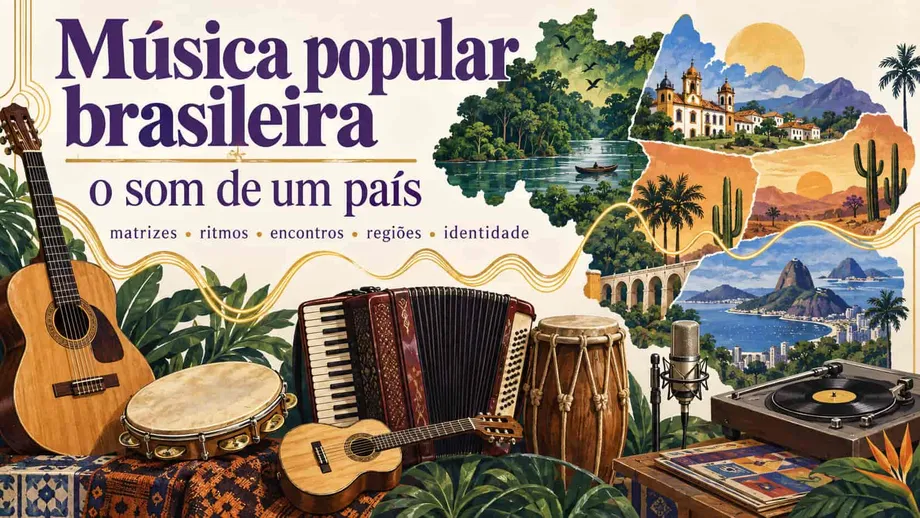 Música popular
brasileira
o som de um país
matrizes • ritmos • encontros • regiões • identidade